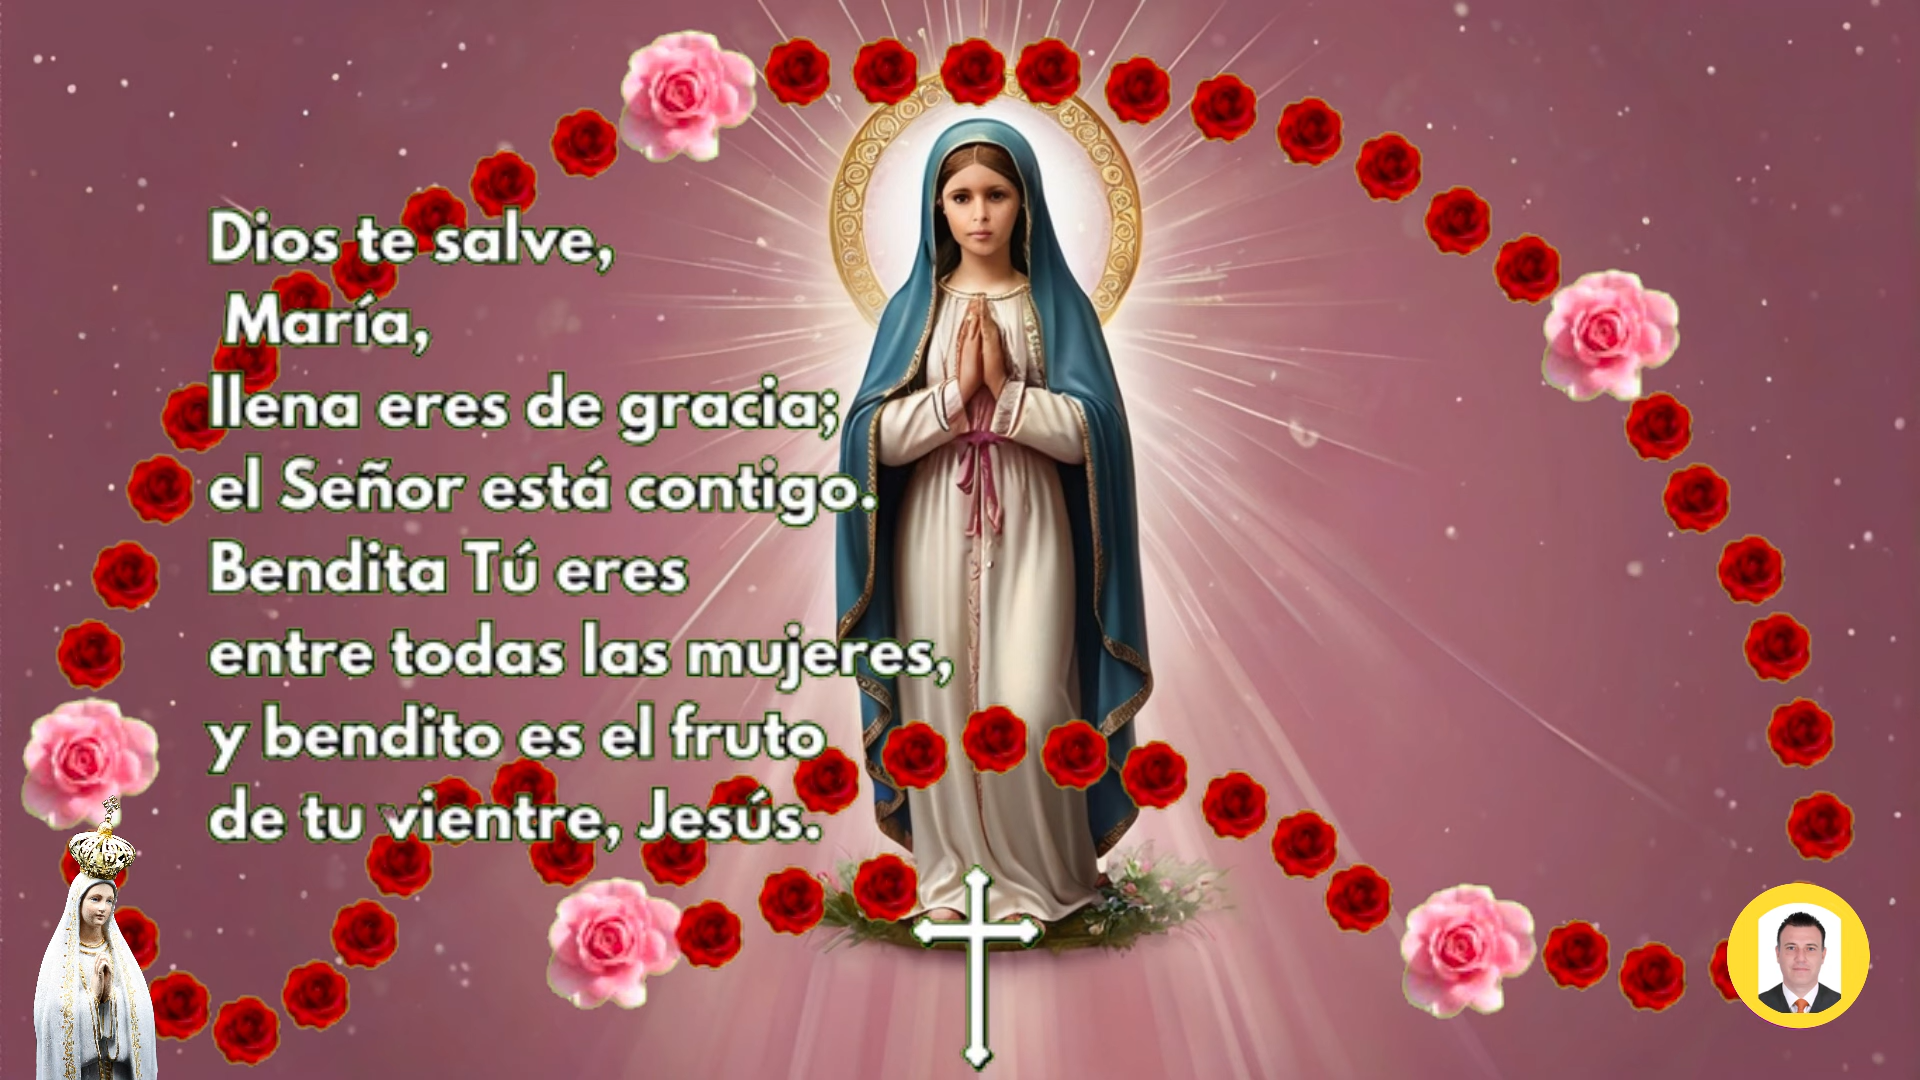 Dios te salve,
María,
llena eres de gracia;
el Señor está contigo.
Bendita Tú eres
entre todas las mujeres,
y bendito es el fruto
de tu vientre, Jesús.